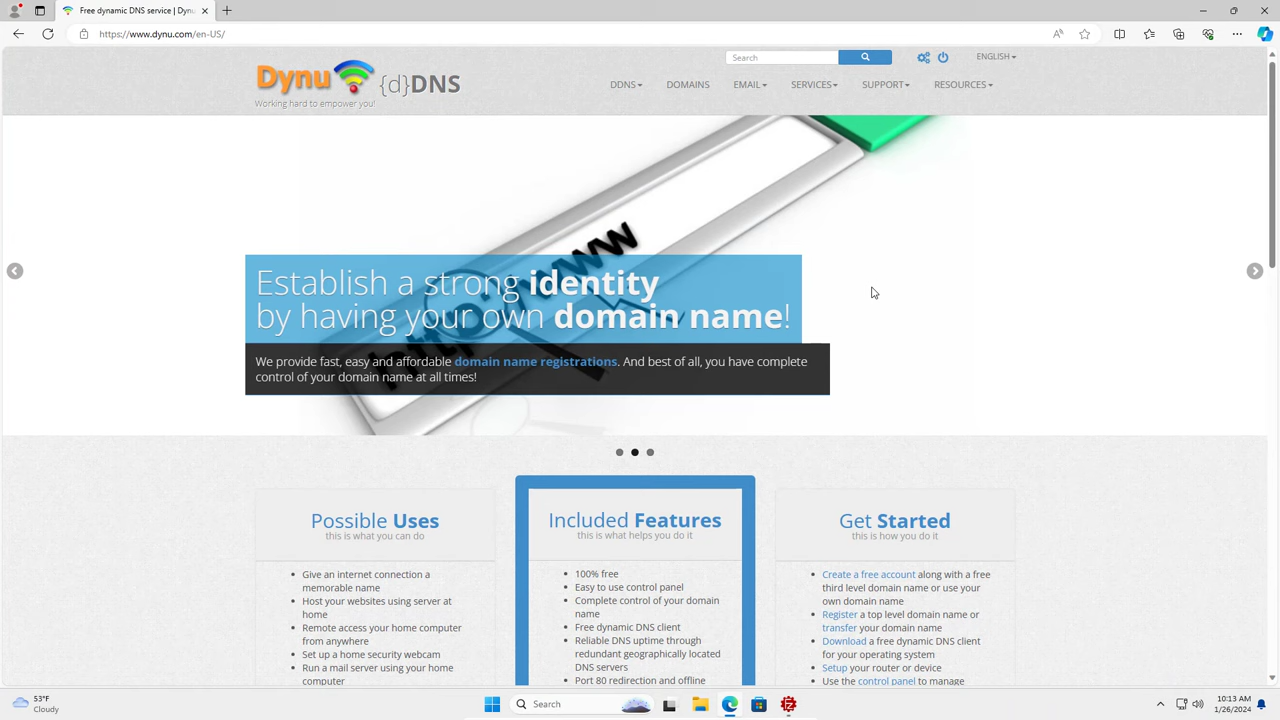 Free dynamic DNS service | Dynu
https://www.dynu.com/en-US/
Search
ENGLISH
Dynu {d}DNS
Working hard to empower you!
DDNS DOMAINS EMAIL SERVICES SUPPORT RESOURCES
http://www
Establish a strong identity
by having your own domain name!
We provide fast, easy and affordable domain name registrations. And best of all, you have complete
control of your domain name at all times!
Possible Uses
this is what you can do
Give an internet connection a
memorable name
Host your websites using server at
home
Remote access your home computer
from anywhere
Set up a home security webcam
Run a mail server using your home
computer
Included Features
this is what helps you do it
100% free
Easy to use control panel
Complete control of your domain
name
Free dynamic DNS client
Reliable DNS uptime through
redundant geographically located
DNS servers
Port 80 redirection and offline
Get Started
this is how you do it
Create a free account along with a free
third level domain name or use your
own domain name
Register a top level domain name or
transfer your domain name
Download a free dynamic DNS client
for your operating system
Setup your router or device
Use the control panel to manage
53°F
Cloudy
Search
10:13 AM
1/26/2024